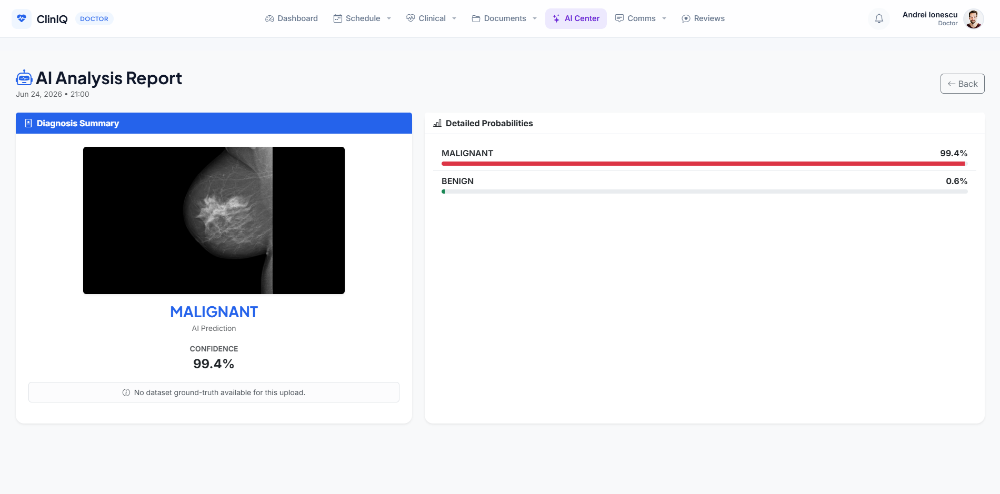 ClinIQ DOCTOR
Dashboard Schedule Clinical Documents AI Center Comms Reviews
Andrei Ionescu
Doctor
AI Analysis Report
Jun 24, 2026 • 21:00
Back
Diagnosis Summary
MALIGNANT
AI Prediction
CONFIDENCE
99.4%
No dataset ground-truth available for this upload.
Detailed Probabilities
MALIGNANT 99.4%
BENIGN 0.6%